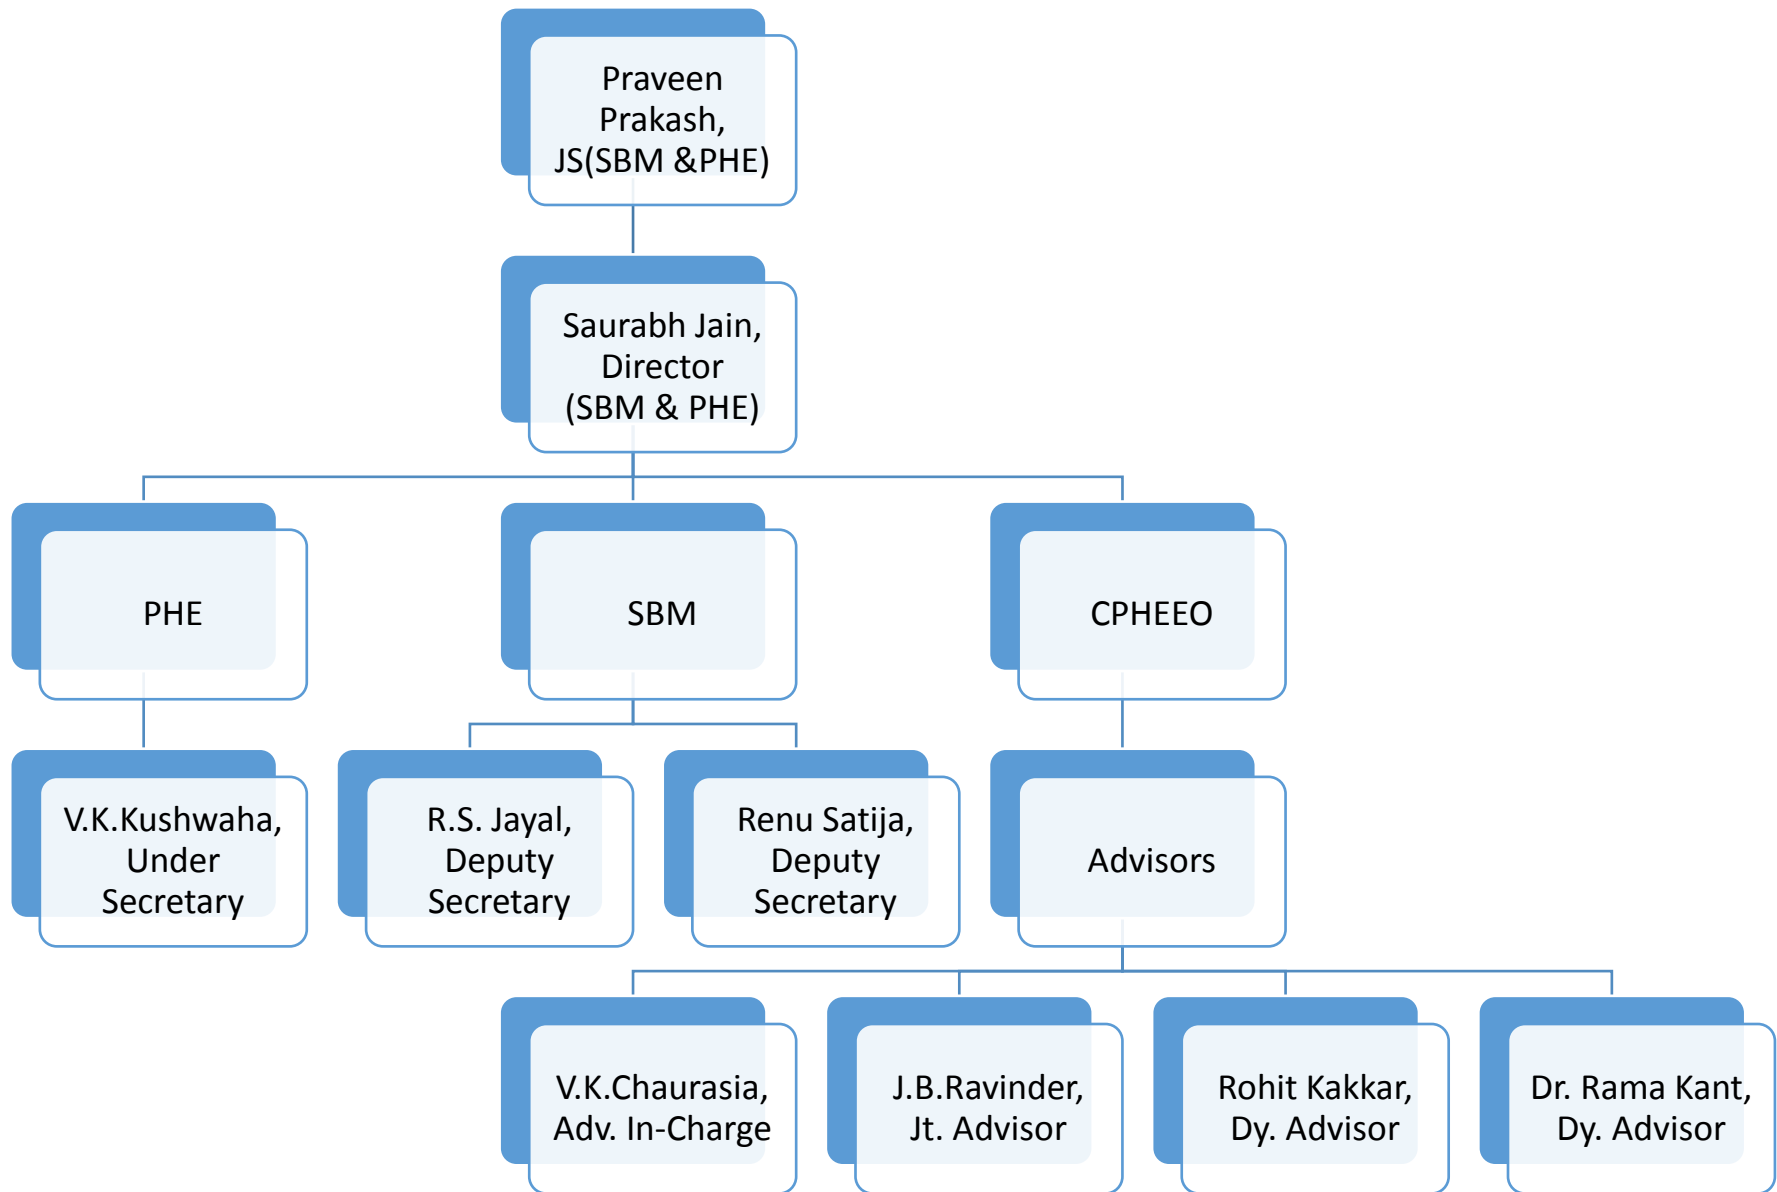 Praveen
Prakash,
JS(SBM &PHE)
Saurabh Jain,
Director
(SBM & PHE)
PHE
SBM
CPHEEO
V.K.Kushwaha,
Under
Secretary
R.S. Jayal,
Deputy
Secretary
Renu Satija,
Deputy
Secretary
Advisors
V.K.Chaurasia,
Adv. In-Charge
J.B.Ravinder,
Jt. Advisor
Rohit Kakkar,
Dy. Advisor
Dr. Rama Kant,
Dy. Advisor